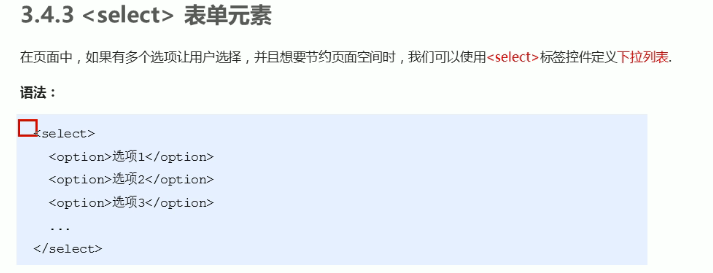 3.4.3 <select> 表单元素
在页面中，如果有多个选项让用户选择，并且想要节约页面空间时，我们可以使用<select>标签控件定义下拉列表.
语法：
<select>
<option>选项1</option>
<option>选项2</option>
<option>选项3</option>
...
</select>